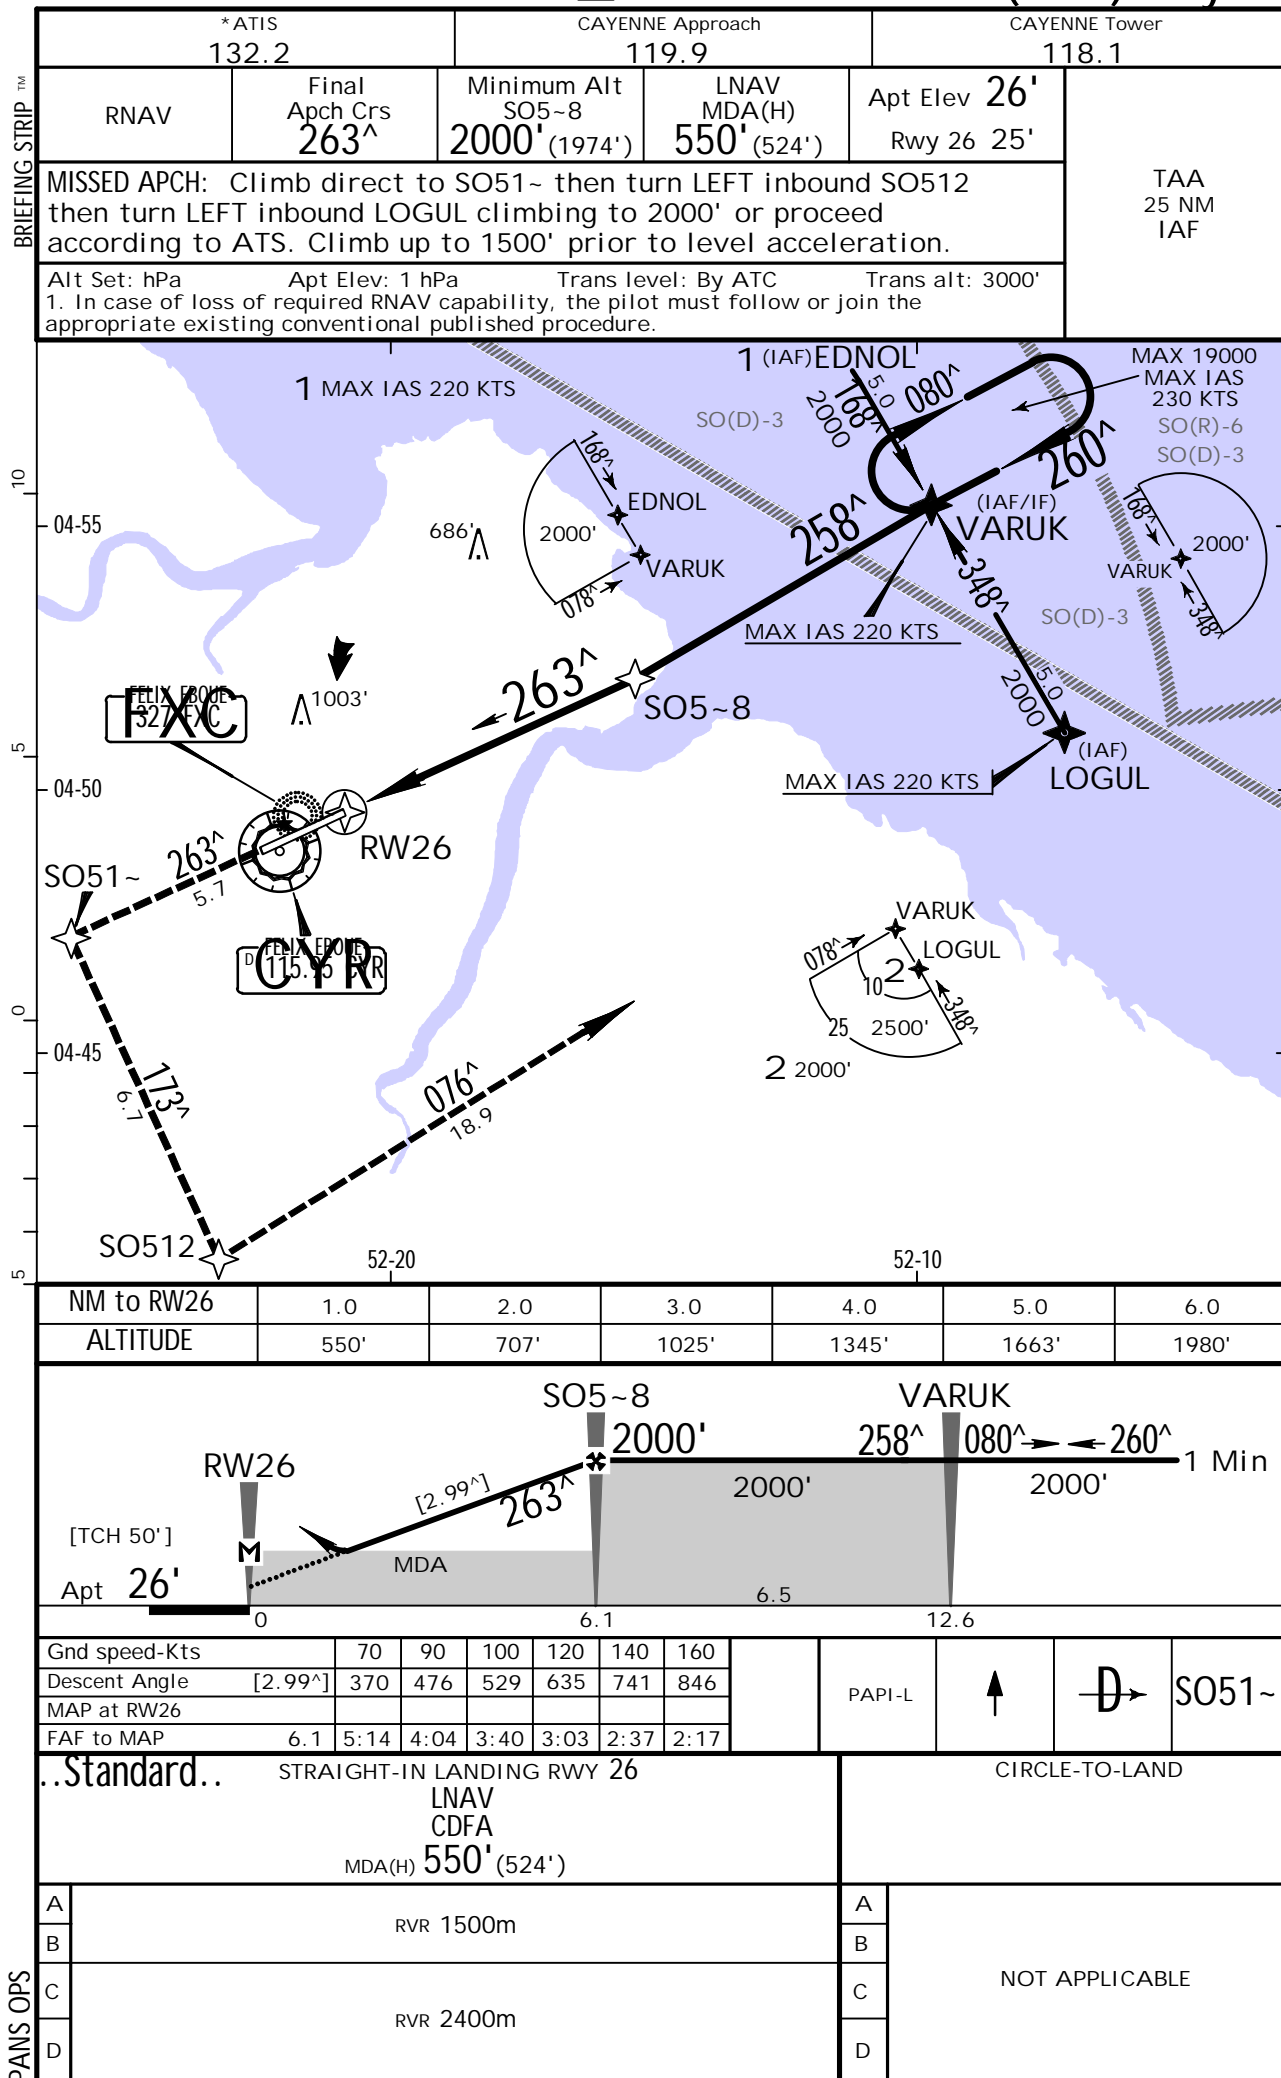 *ATIS
132.2
CAYENNE Approach
119.9
CAYENNE Tower
118.1
BRIEFING STRIP TM
RNAV
Final
Apch Crs
263^
Minimum Alt
SO5~8
2000' (1974')
LNAV
MDA(H)
550' (524')
Apt Elev 26'
Rwy 26 25'
TAA
25 NM
IAF
MISSED APCH: Climb direct to SO51~ then turn LEFT inbound SO512
then turn LEFT inbound LOGUL climbing to 2000' or proceed
according to ATS. Climb up to 1500' prior to level acceleration.
Alt Set: hPa Apt Elev: 1 hPa Trans level: By ATC Trans alt: 3000'
1. In case of loss of required RNAV capability, the pilot must follow or join the
appropriate existing conventional published procedure.
1 MAX IAS 220 KTS
1 (IAF) EDNOL
5.0
168^
2000
080^
MAX 19000
MAX IAS
230 KTS
SO(R)-6
SO(D)-3
SO(D)-3
260^
(IAF/IF)
VARUK
258^
168^
EDNOL
2000'
VARUK
078^
686'
168^
2000'
VARUK
348^
348^
SO(D)-3
MAX IAS 220 KTS
5.0
2000
(IAF)
LOGUL
MAX IAS 220 KTS
10
04-55
5
04-50
0
04-45
5
263^
SO5~8
1003'
FELIX EBOUE
327 FXC
FXC
RW26
SO51~
263^
5.7
FELIX EBOUE
D 115.95 CYR
CYR
VARUK
078^
LOGUL
2
10
348^
25 2500'
2 2000'
173^
6.7
076^
18.9
SO512
52-20
52-10
NM to RW26 1.0 2.0 3.0 4.0 5.0 6.0
ALTITUDE 550' 707' 1025' 1345' 1663' 1980'
SO5~8
VARUK
2000'
258^
080^
260^
1 Min
RW26
[2.99^]
263^
2000'
2000'
[TCH 50']
M
MDA
Apt 26'
6.5
0
6.1
12.6
Gnd speed-Kts 70 90 100 120 140 160
Descent Angle [2.99^] 370 476 529 635 741 846
MAP at RW26
FAF to MAP 6.1 5:14 4:04 3:40 3:03 2:37 2:17
PAPI-L
D
SO51~
..Standard..
STRAIGHT-IN LANDING RWY 26
LNAV
CDFA
MDA(H) 550' (524')
CIRCLE-TO-LAND
A
B
C
D
RVR 1500m
RVR 2400m
A
B
C
D
NOT APPLICABLE
PANS OPS